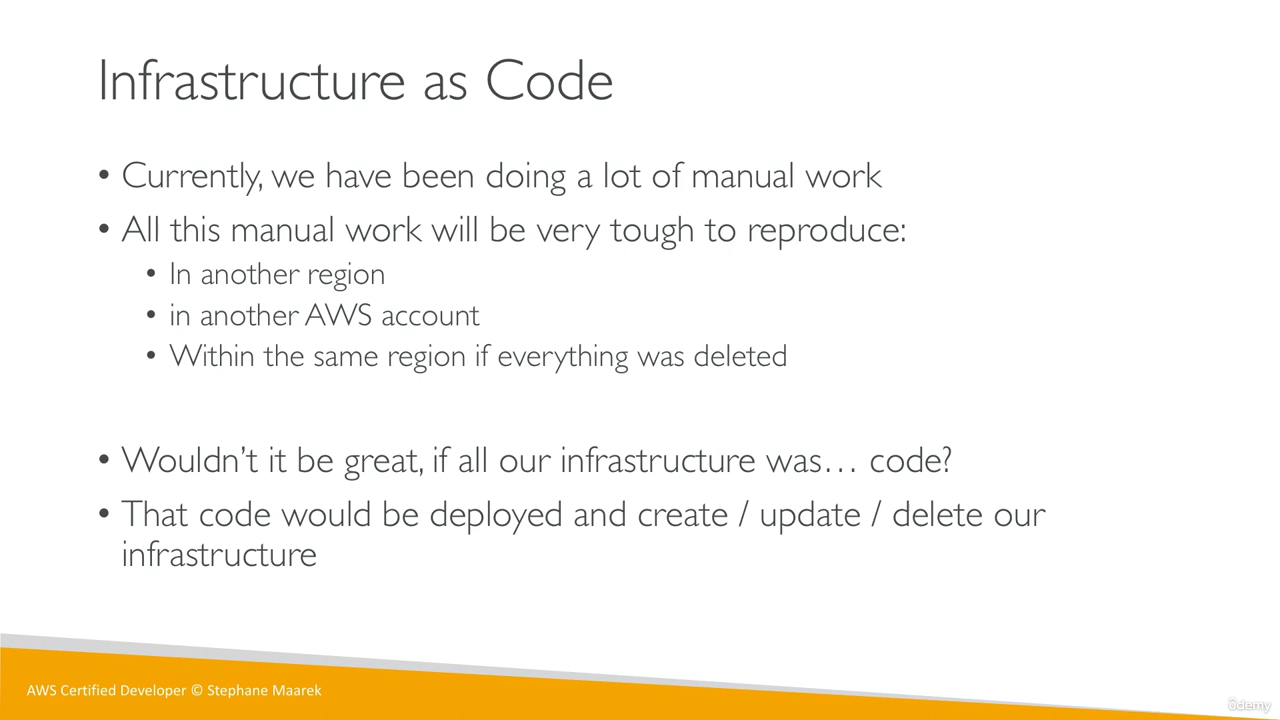 Infrastructure as Code
• Currently, we have been doing a lot of manual work
• All this manual work will be very tough to reproduce:
• In another region
• in another AWS account
• Within the same region if everything was deleted
• Wouldn’t it be great, if all our infrastructure was… code?
• That code would be deployed and create / update / delete our
infrastructure
AWS Certified Developer © Stephane Maarek
ûdemy